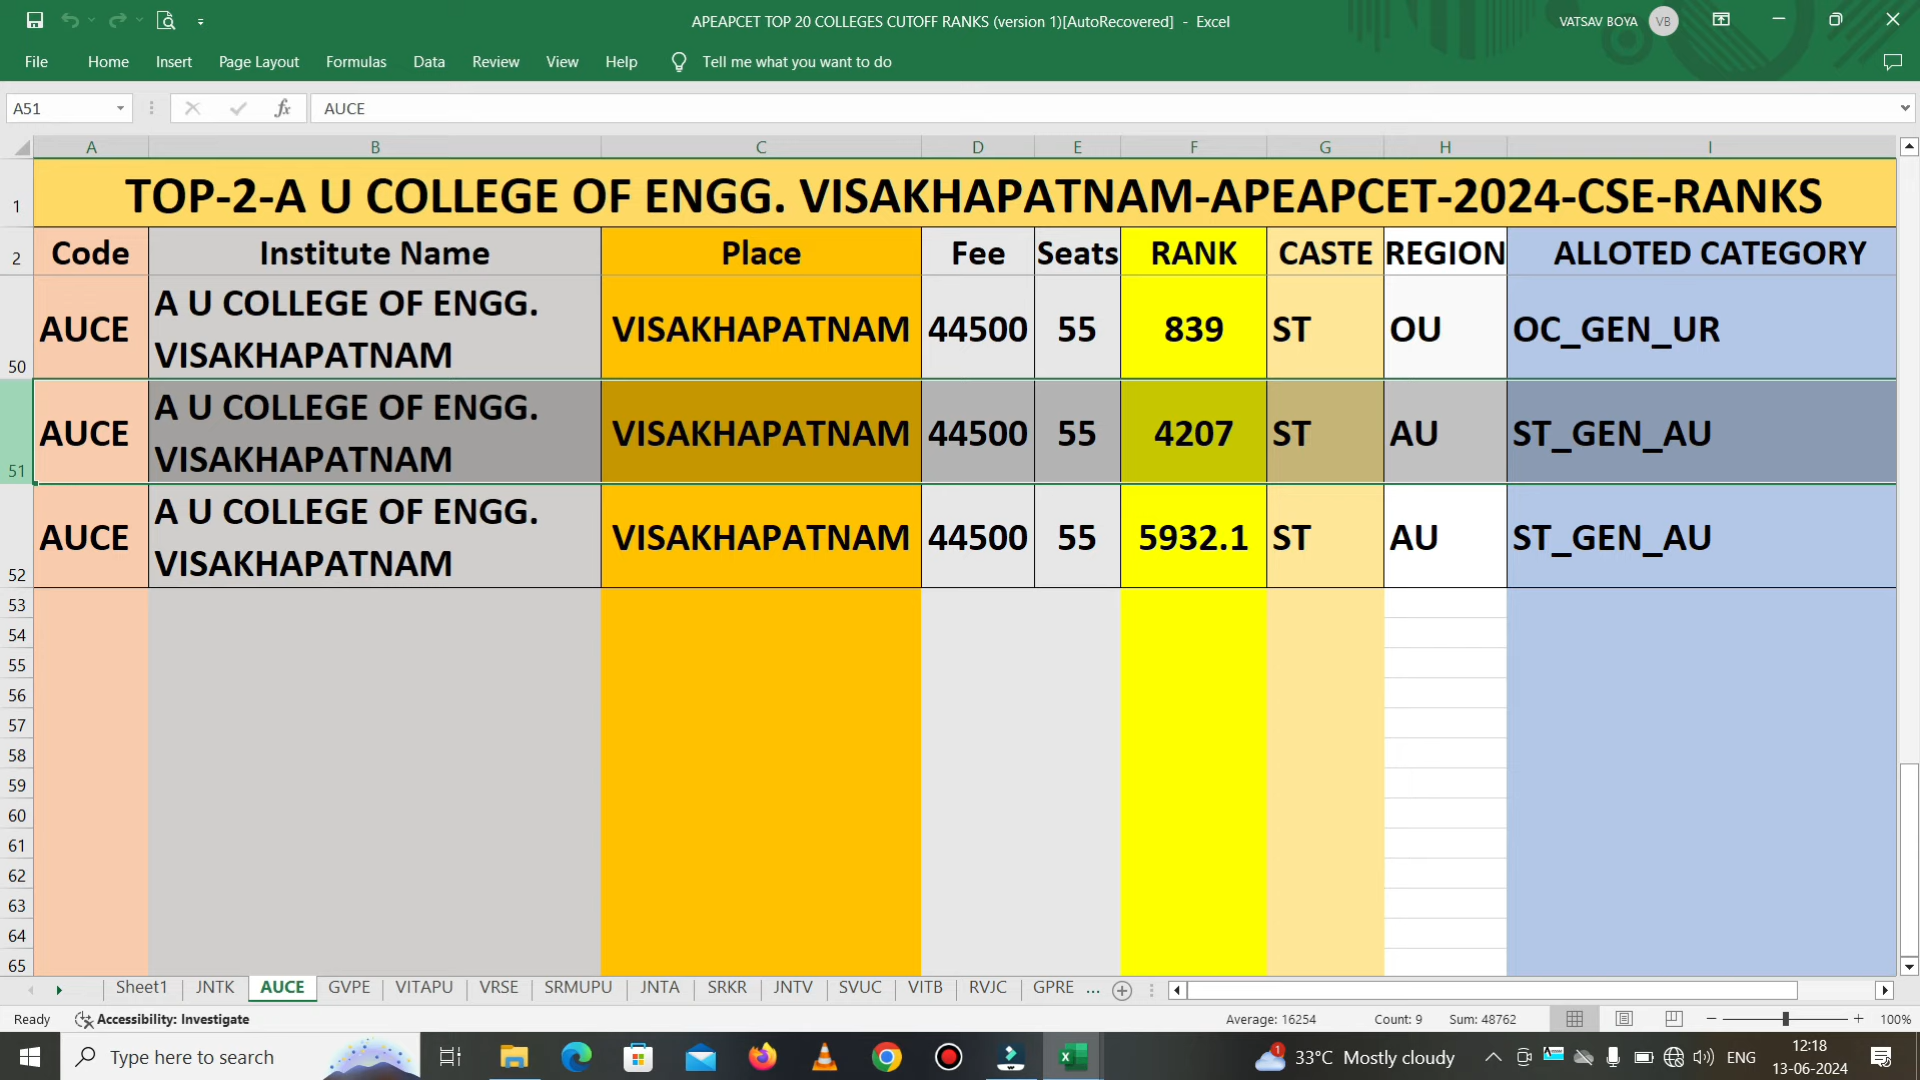 APEAPCET TOP 20 COLLEGES CUTOFF RANKS (version 1)[AutoRecovered] - Excel
VATSAV BOYA VB
File Home Insert Page Layout Formulas Data Review View Help Tell me what you want to do
A51 fx AUCE
A B C D E F G H I
1 TOP-2-A U COLLEGE OF ENGG. VISAKHAPATNAM-APEAPCET-2024-CSE-RANKS
2 Code Institute Name Place Fee Seats RANK CASTE REGION ALLOTED CATEGORY
A U COLLEGE OF ENGG.
AUCE VISAKHAPATNAM 44500 55 839 ST OU OC_GEN_UR
50 VISAKHAPATNAM
A U COLLEGE OF ENGG.
AUCE VISAKHAPATNAM 44500 55 4207 ST AU ST_GEN_AU
51 VISAKHAPATNAM
A U COLLEGE OF ENGG.
AUCE VISAKHAPATNAM 44500 55 5932.1 ST AU ST_GEN_AU
52 VISAKHAPATNAM
53
54
55
56
57
58
59
60
61
62
63
64
65
Sheet1 JNTK AUCE GVPE VITAPU VRSE SRMUPU JNTA SRKR JNTV SVUC VITB RVJC GPRE ...
Ready Accessibility: Investigate Average: 16254 Count: 9 Sum: 48762 100%
Type here to search 1 33°C Mostly cloudy ENG 12:18
13-06-2024